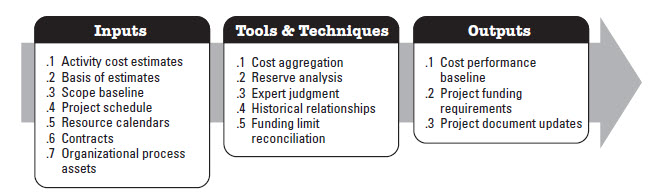 Inputs
.1 Activity cost estimates
.2 Basis of estimates
.3 Scope baseline
.4 Project schedule
.5 Resource calendars
.6 Contracts
.7 Organizational process
assets
Tools & Techniques
.1 Cost aggregation
.2 Reserve analysis
.3 Expert judgment
.4 Historical relationships
.5 Funding limit
reconciliation
Outputs
.1 Cost performance
baseline
.2 Project funding
requirements
.3 Project document updates